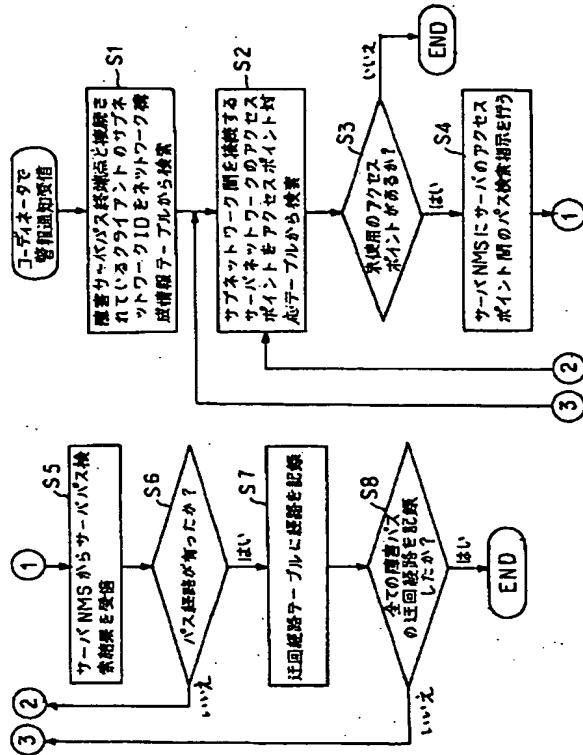 コーディネータで
警報通知受信
S1
障害サーバパス終端点と接続さ
れているクライアントのサブネ
ットワークIDをネットワーク構
成情報テーブルから検索
S2
サブネットワーク間を接続する
サーバネットワークのアクセス
ポイントをアクセスポイント対
応テーブルから検索
S3
未使用のアクセス
ポイントがあるか?
いいえ
END
はい
S4
サーバNMSにサーバのアクセス
ポイント間のパス検索指示を行う
①
②
③
①
S5
サーバNMSからサーバパス検
索結果を受信
S6
パス経路が有ったか?
いいえ
②
はい
S7
迂回経路テーブルに経路を記録
S8
全ての障害パス
の迂回経路を記録
したか?
いいえ
③
はい
END